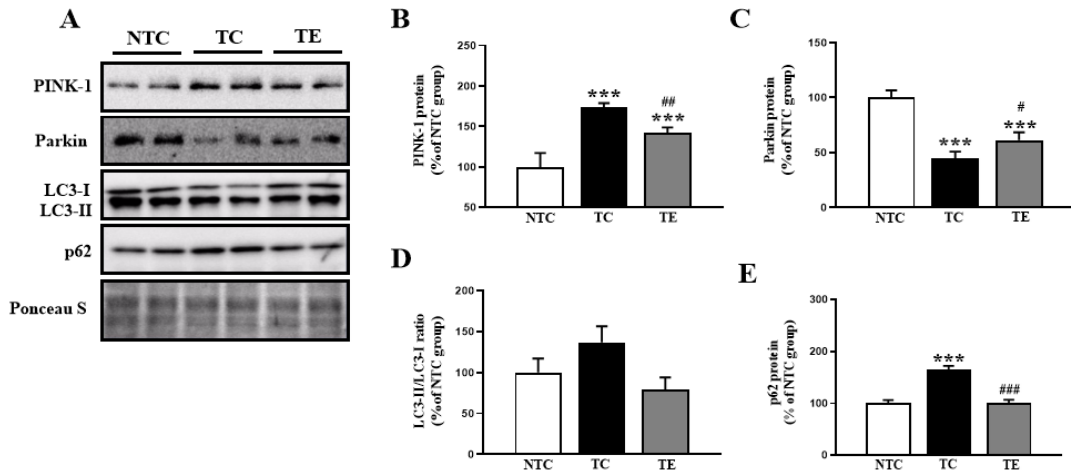 A
NTC TC TE
PINK-1
Parkin
LC3-I
LC3-II
p62
Ponceau S
B
PINK-1 protein
(% of NTC group)
250
200
150
100
50
***
##
***
NTC TC TE
C
Parkin protein
(% of NTC group)
150
100
50
0
***
#
***
NTC TC TE
D
LC3-II/LC3-I ratio
(% of NTC group)
200
150
100
50
0
NTC TC TE
E
p62 protein
(% of NTC group)
300
200
100
0
***
###
NTC TC TE